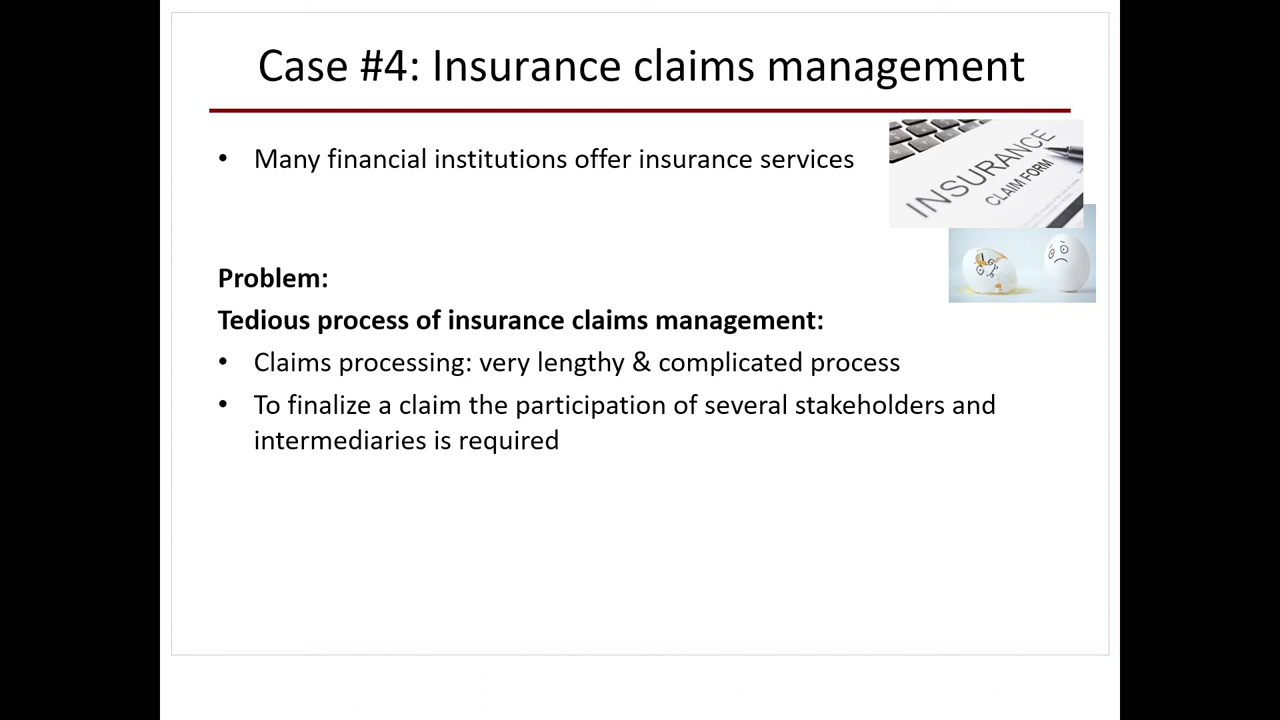 Case #4: Insurance claims management
• Many financial institutions offer insurance services
INSURANCE
CLAIM FORM
Problem:
Tedious process of insurance claims management:
• Claims processing: very lengthy & complicated process
• To finalize a claim the participation of several stakeholders and
intermediaries is required